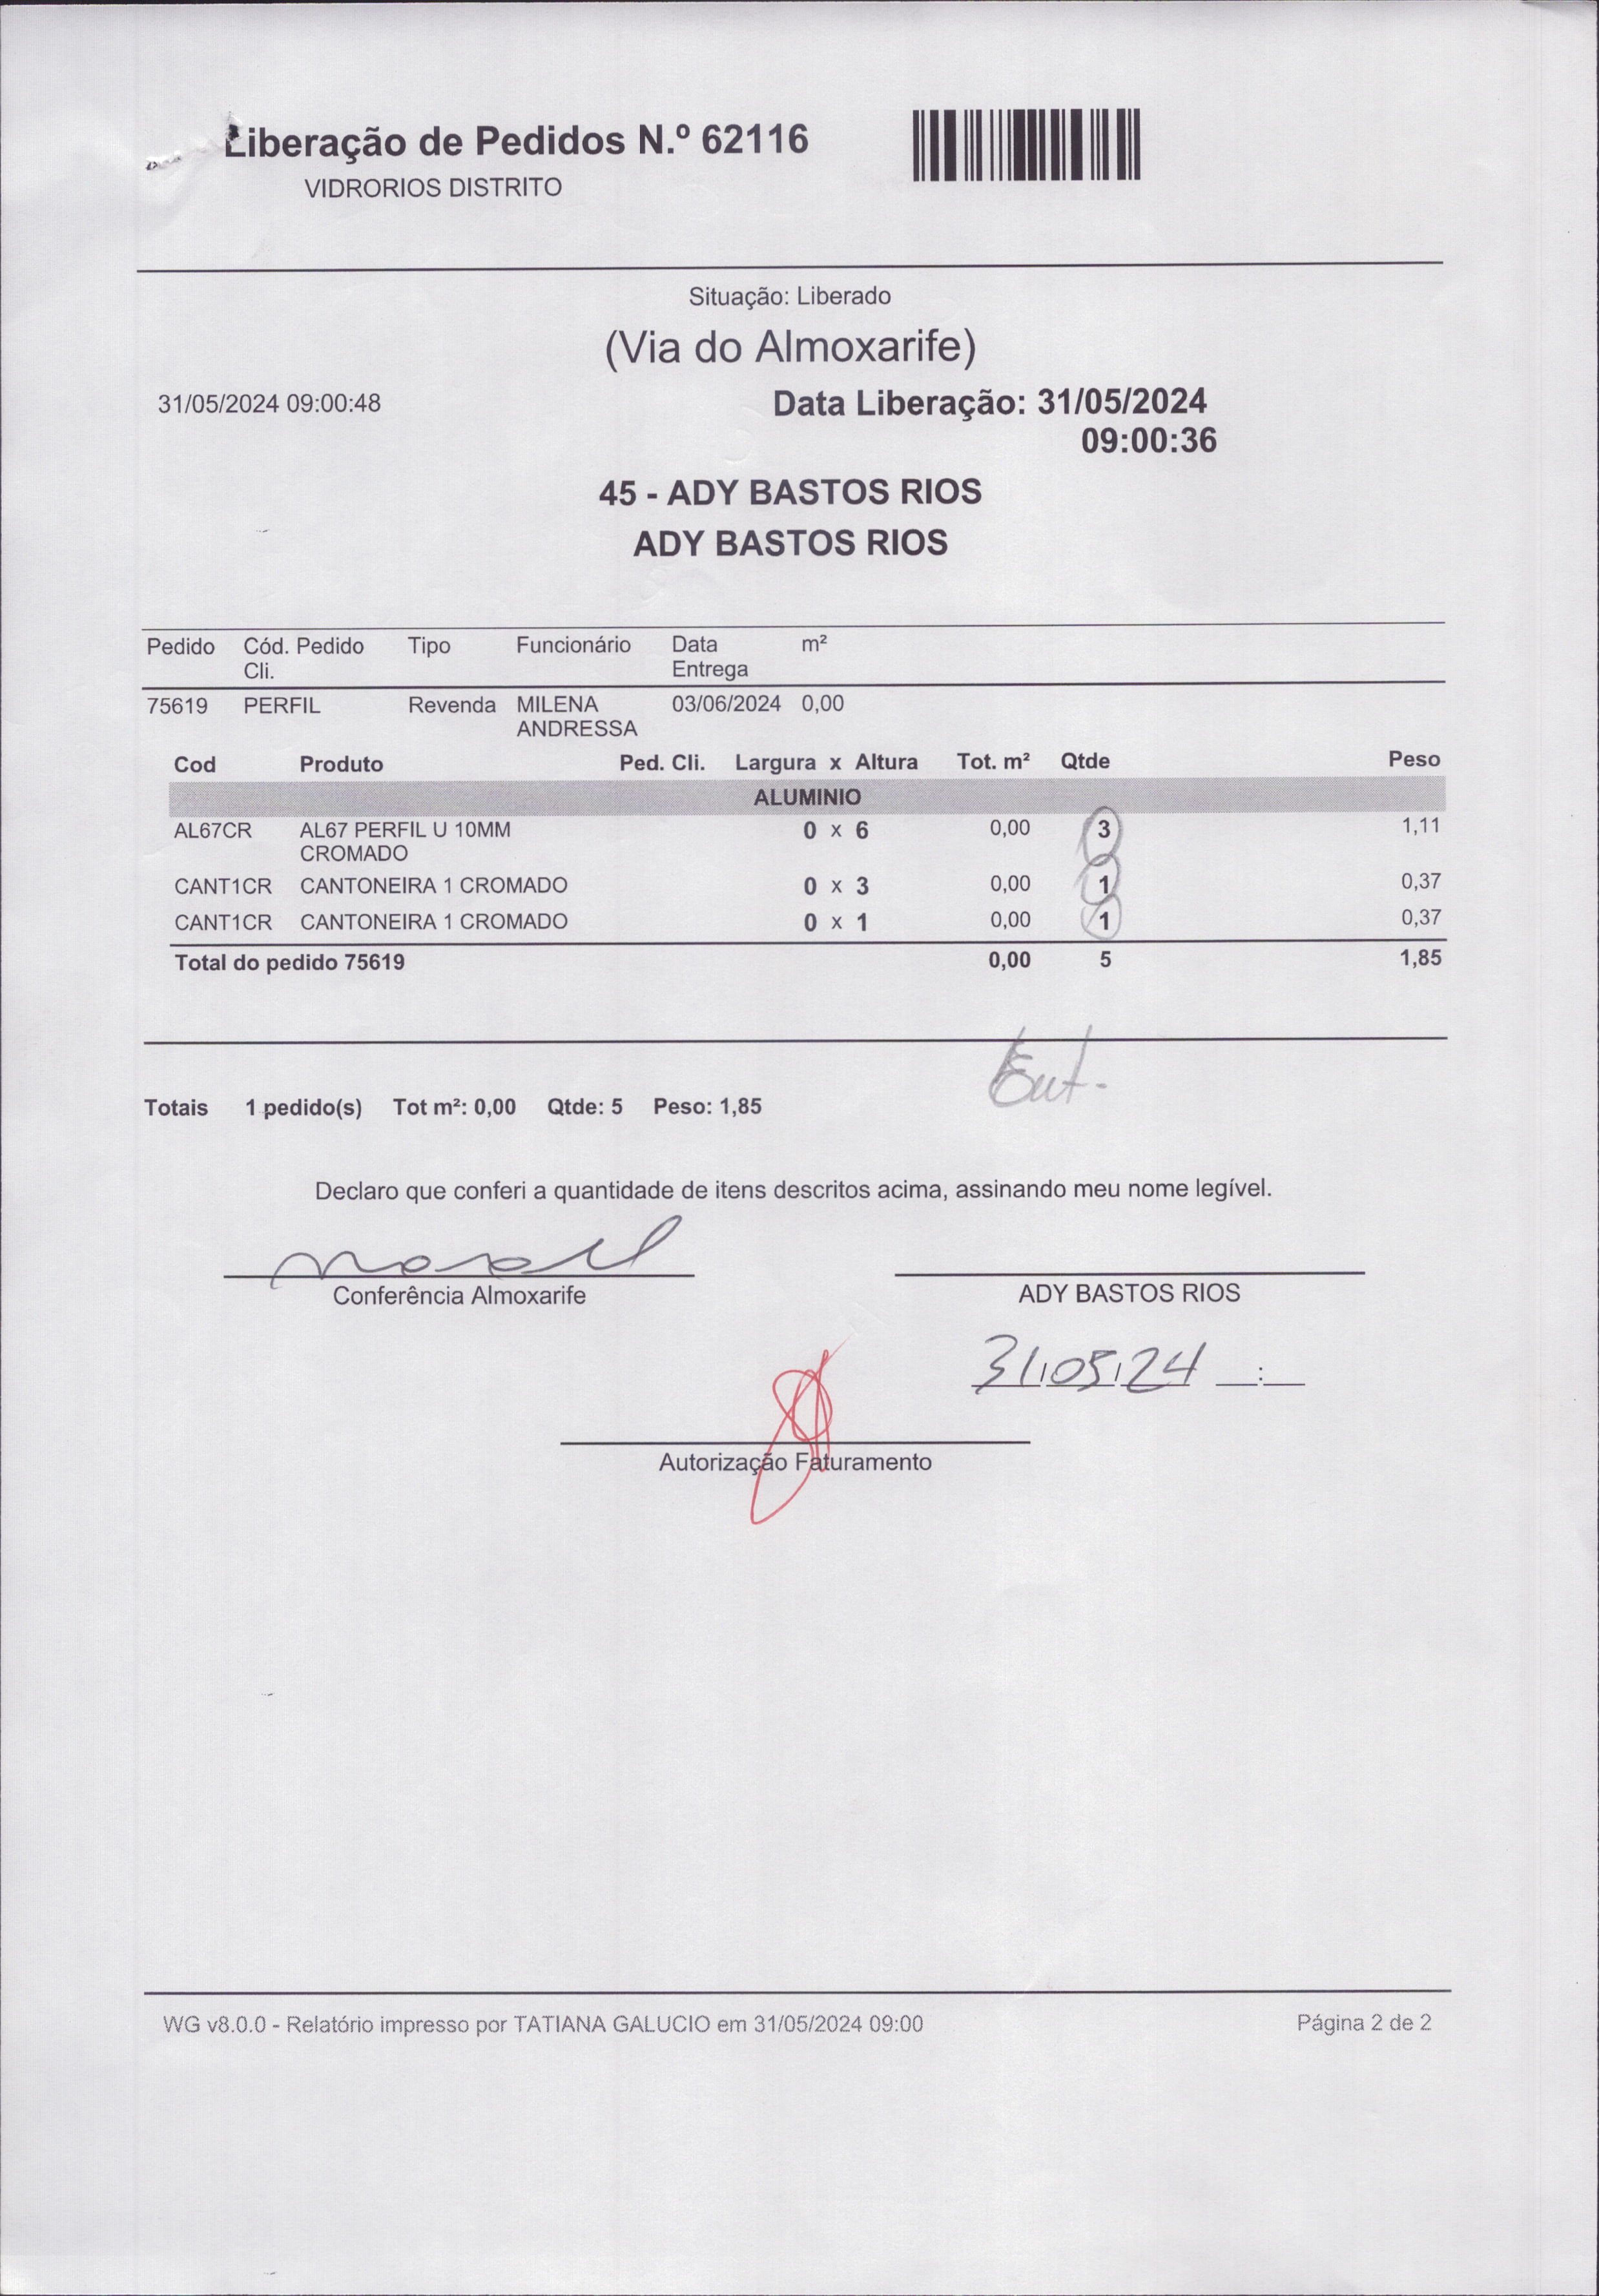 Liberação de Pedidos N.º 62116
VIDRORIOS DISTRITO
Situação: Liberado
(Via do Almoxarife)
31/05/2024 09:00:48
Data Liberação: 31/05/2024
09:00:36
45 - ADY BASTOS RIOS
ADY BASTOS RIOS
Pedido Cód. Pedido Cli. Tipo Funcionário Data Entrega m²
75619 PERFIL Revenda MILENA ANDRESSA 03/06/2024 0,00
Cod Produto Ped. Cli. Largura x Altura Tot. m² Qtde Peso
ALUMINIO
AL67CR AL67 PERFIL U 10MM CROMADO 0 x 6 0,00 3 1,11
CANT1CR CANTONEIRA 1 CROMADO 0 x 3 0,00 1 0,37
CANT1CR CANTONEIRA 1 CROMADO 0 x 1 0,00 1 0,37
Total do pedido 75619 0,00 5 1,85
Ent.
Totais 1 pedido(s) Tot m²: 0,00 Qtde: 5 Peso: 1,85
Declaro que conferi a quantidade de itens descritos acima, assinando meu nome legível.
Conferência Almoxarife
ADY BASTOS RIOS
31/05/24 __:__
Autorização Faturamento
WG v8.0.0 - Relatório impresso por TATIANA GALUCIO em 31/05/2024 09:00
Página 2 de 2